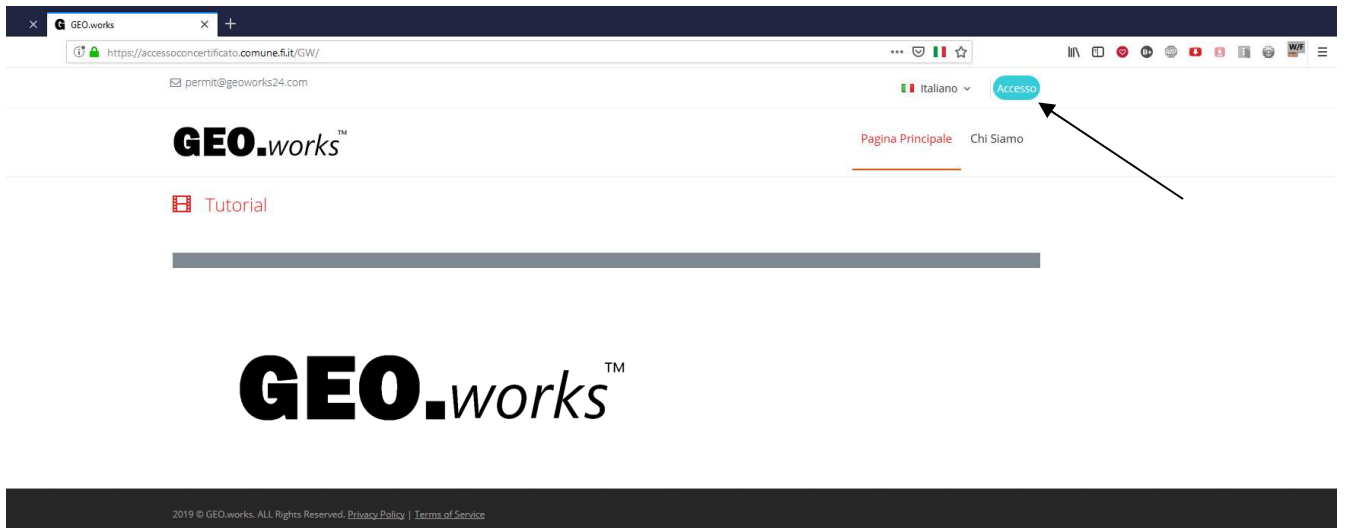 GEO.works
https://accessoconcertificato.comune.fi.it/GW/
W/F
permit@geoworks24.com
Italiano
Accesso
GEO.works™
Pagina Principale Chi Siamo
Tutorial
GEO.works™
2019 © GEO.works. ALL Rights Reserved. Privacy Policy | Terms of Service